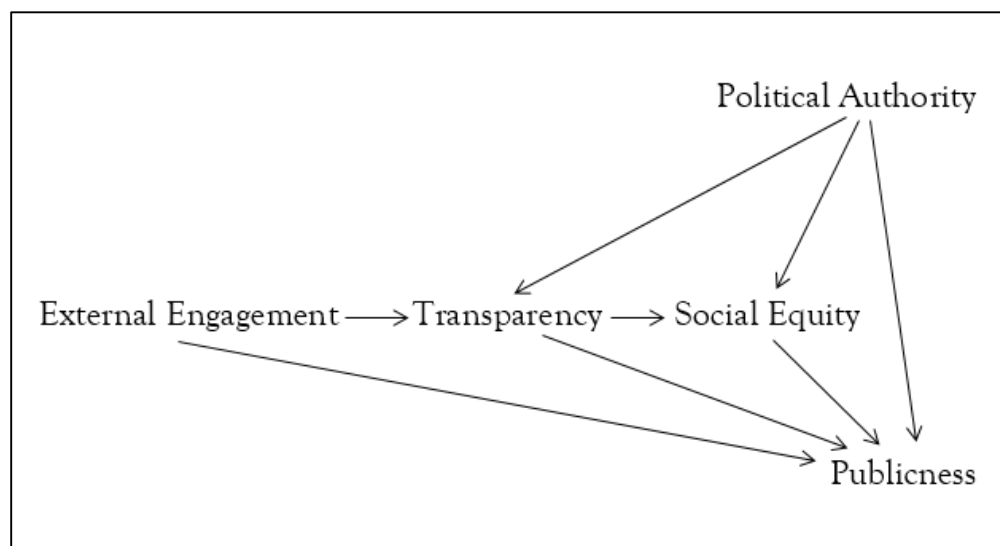 Political Authority
External Engagement Transparency Social Equity
Publicness